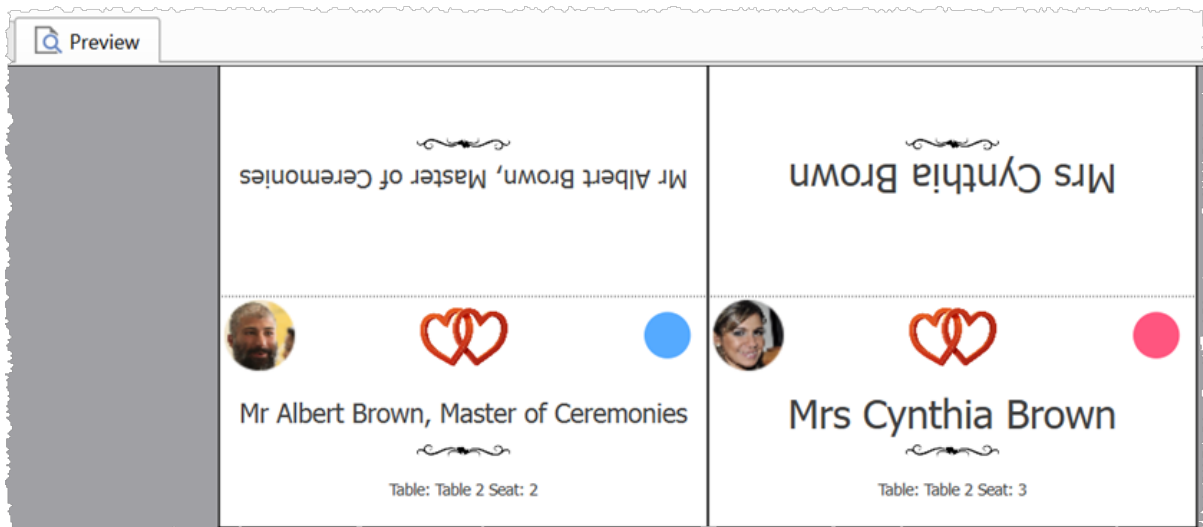 Preview
Mr Albert Brown, Master of Ceremonies
Mrs Cynthia Brown
Mr Albert Brown, Master of Ceremonies
Mrs Cynthia Brown
Table: Table 2 Seat: 2
Table: Table 2 Seat: 3